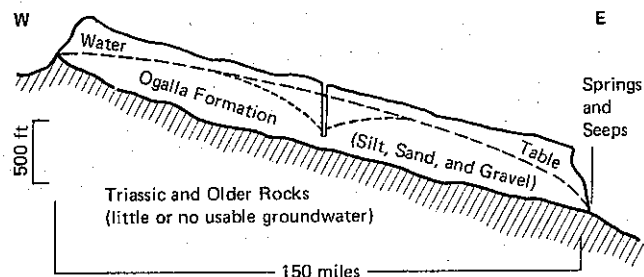 W
E
Water
Springs
and
Seeps
Ogalla Formation
Table
(Silt, Sand, and Gravel)
500 ft
Triassic and Older Rocks
(little or no usable groundwater)
150 miles